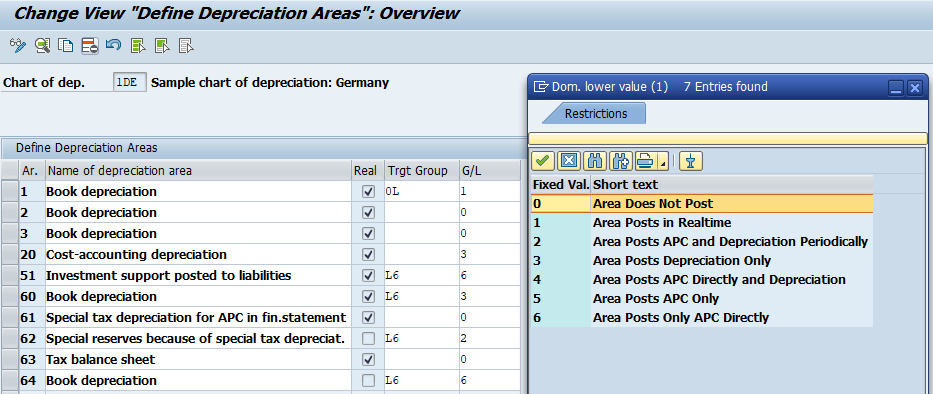 Change View "Define Depreciation Areas": Overview
Chart of dep. 1DE Sample chart of depreciation: Germany
Define Depreciation Areas
Ar. Name of depreciation area Real Trgt Group G/L
1 Book depreciation 0L 1
2 Book depreciation 0
3 Book depreciation 0
20 Cost-accounting depreciation 3
51 Investment support posted to liabilities L6 6
60 Book depreciation L6 3
61 Special tax depreciation for APC in fin.statement 0
62 Special reserves because of special tax depreciat. L6 2
63 Tax balance sheet 0
64 Book depreciation L6 6
Dom. lower value (1) 7 Entries found
Restrictions
Fixed Val. Short text
0 Area Does Not Post
1 Area Posts in Realtime
2 Area Posts APC and Depreciation Periodically
3 Area Posts Depreciation Only
4 Area Posts APC Directly and Depreciation
5 Area Posts APC Only
6 Area Posts Only APC Directly